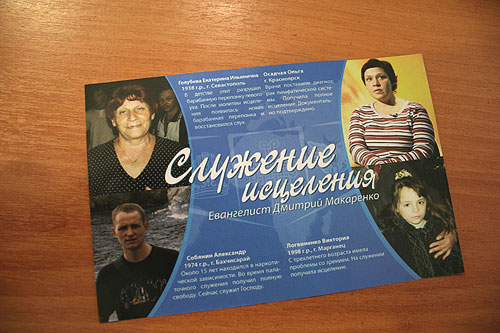 Голубева Екатерина Ильинична
1938 г.р., г. Севастополь
В детстве отит разрушил
барабанную перепонку левого
уха. После молитвы исцеле-
ния появилась новая
барабанная перепонка и
восстановился слух.
Осадчая Ольга
г. Красноярск
Врачи поставили диагноз:
рак лимфатической систе-
мы. Получила полное
исцеление. Документаль-
но подтверждено.
Служение
исцеления
Евангелист Дмитрий Макаренко
Собянин Александр
1974 г.р., г. Бахчисарай
Около 15 лет находился в наркоти-
ческой зависимости. Во время пала-
точного служения получил полную
свободу. Сейчас служит Господу.
Логвиненко Виктория
1998 г.р., г. Марганец
С трехлетнего возраста имела
проблемы со зрением. На служении
получила исцеление.